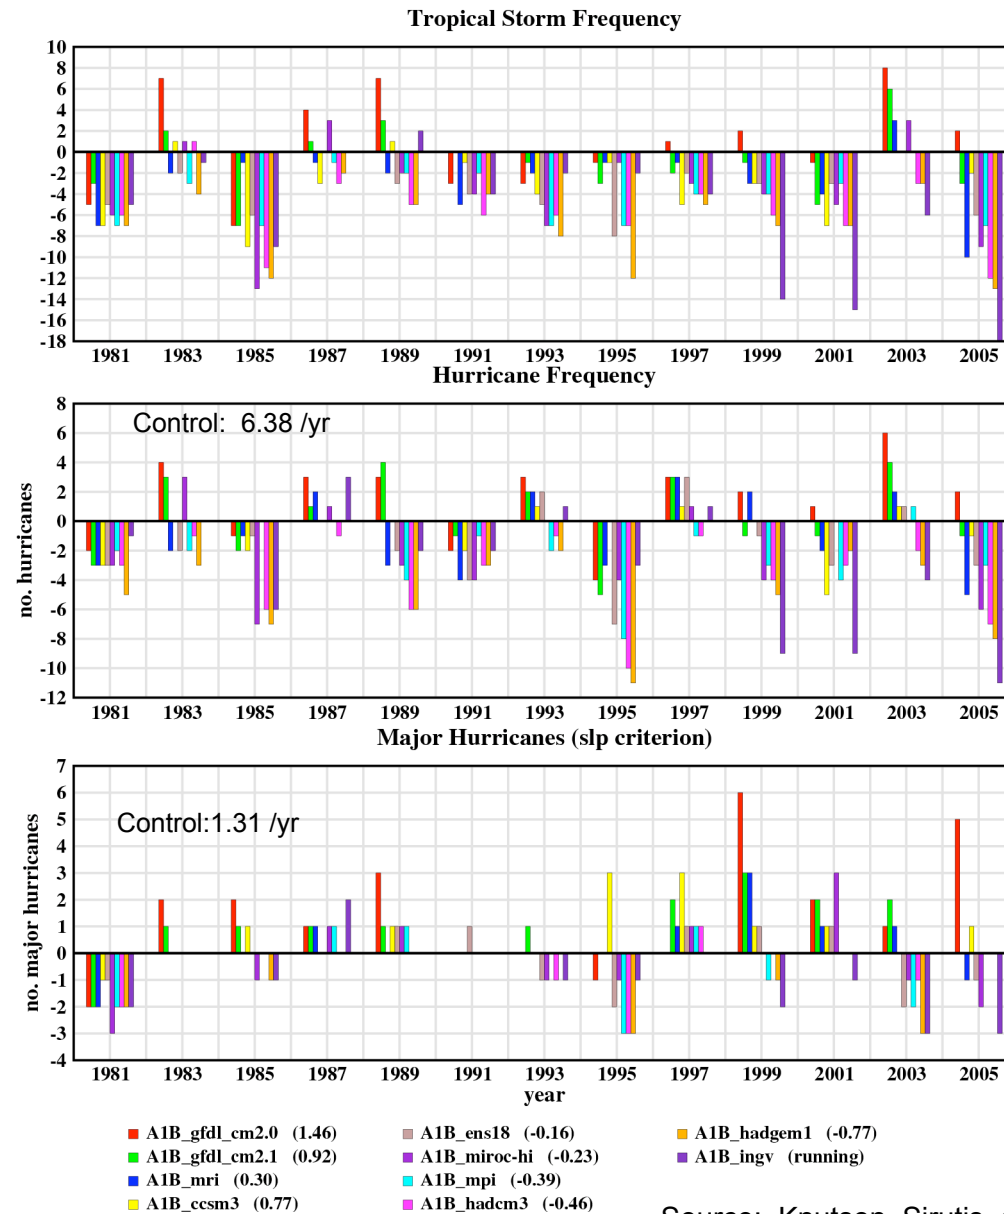 Tropical Storm Frequency
10
8
6
4
2
0
-2
-4
-6
-8
-10
-12
-14
-16
-18
1981 1983 1985 1987 1989 1991 1993 1995 1997 1999 2001 2003 2005
Hurricane Frequency
Control: 6.38 /yr
no. hurricanes
8
6
4
2
0
-2
-4
-6
-8
-10
-12
1981 1983 1985 1987 1989 1991 1993 1995 1997 1999 2001 2003 2005
Major Hurricanes (slp criterion)
Control:1.31 /yr
no. major hurricanes
7
6
5
4
3
2
1
0
-1
-2
-3
-4
1981 1983 1985 1987 1989 1991 1993 1995 1997 1999 2001 2003 2005
year
A1B_gfdl_cm2.0 (1.46)
A1B_gfdl_cm2.1 (0.92)
A1B_mri (0.30)
A1B_ccsm3 (0.77)
A1B_ens18 (-0.16)
A1B_miroc-hi (-0.23)
A1B_mpi (-0.39)
A1B_hadcm3 (-0.46)
A1B_hadgem1 (-0.77)
A1B_ingv (running)
Source: Knutson, Sirutis,